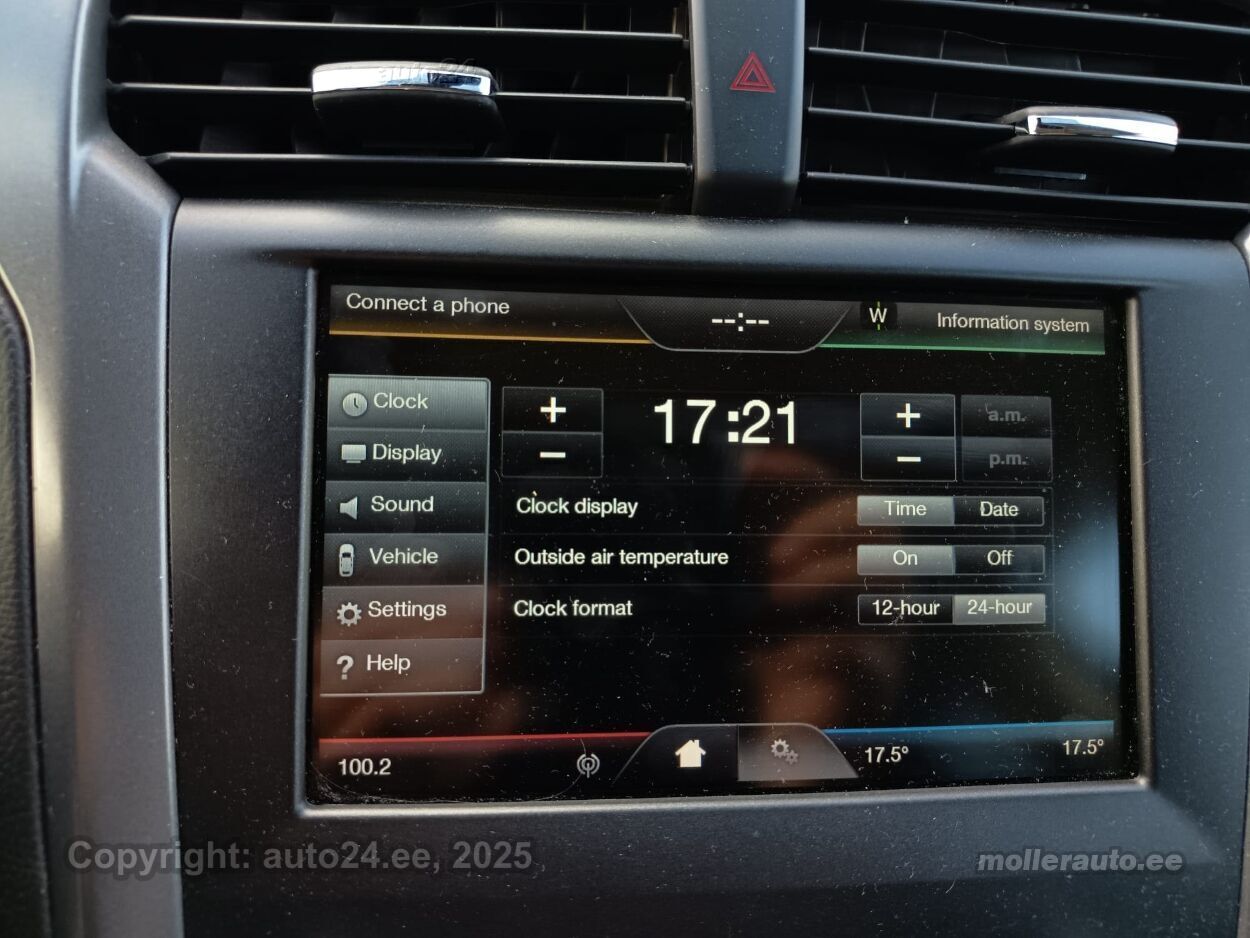 auto24
Connect a phone
--:--
W
Information system
Clock
+
17:21
+
a.m.
Display
−
−
p.m.
Sound
Clock display
Time
Date
Vehicle
Outside air temperature
On
Off
Settings
Clock format
12-hour
24-hour
? Help
100.2
17.5°
17.5°
Copyright: auto24.ee, 2025
mollerauto.ee